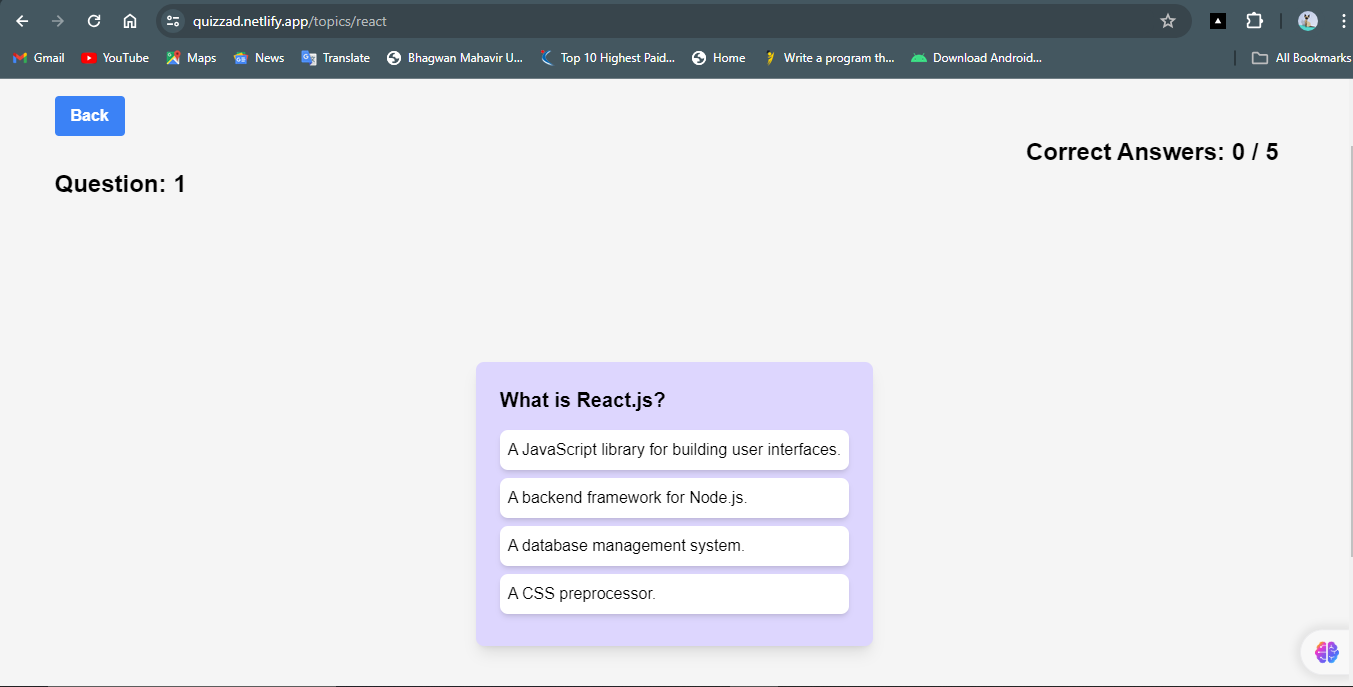 quizzad.netlify.app/topics/react
Gmail YouTube Maps News Translate Bhagwan Mahavir U... Top 10 Highest Paid... Home Write a program th... Download Android... All Bookmarks
Back
Correct Answers: 0 / 5
Question: 1
What is React.js?
A JavaScript library for building user interfaces.
A backend framework for Node.js.
A database management system.
A CSS preprocessor.